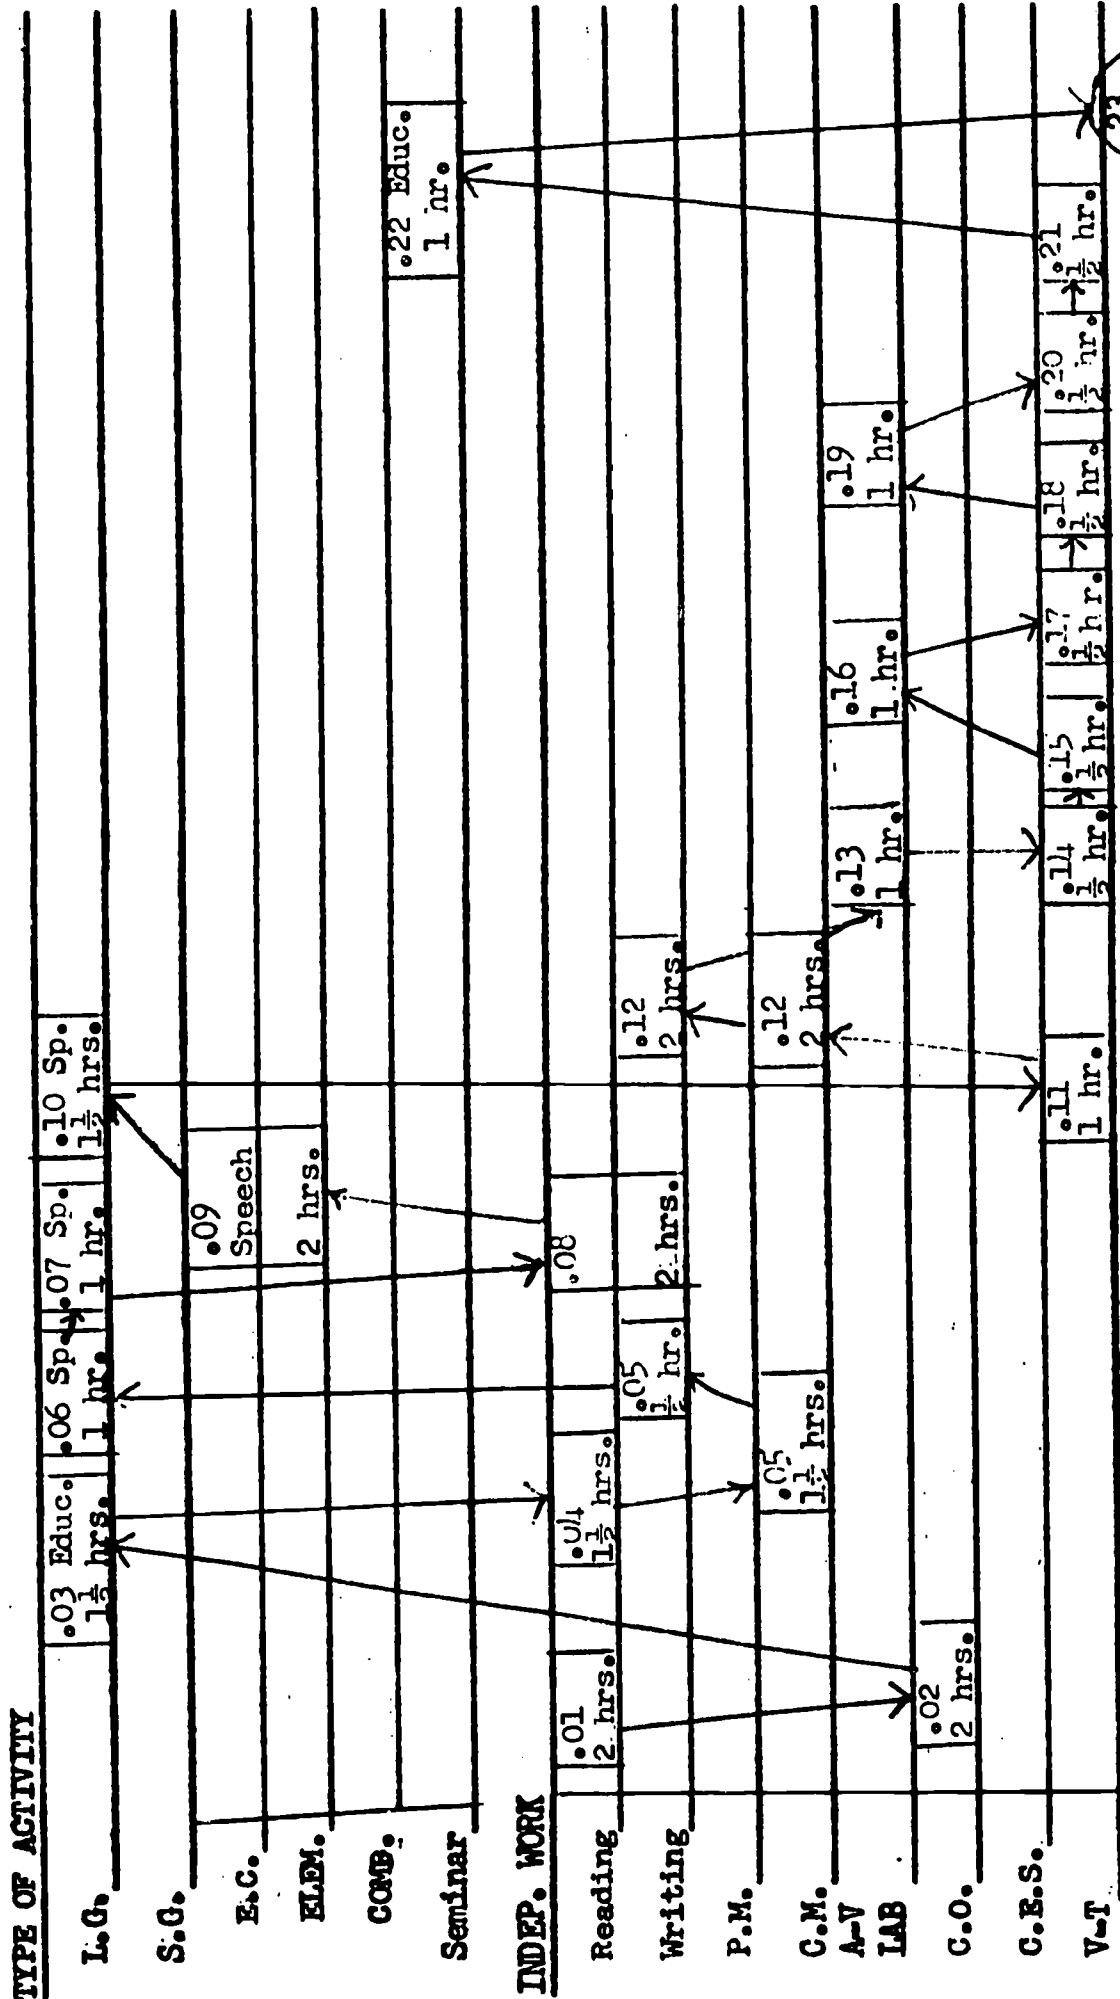 TYPE OF ACTIVITY
L.G.
S.G.
E.C.
ELEM.
COMB.
Seminar
INDEP. WORK
Reading
Writing
P.M.
C.M.
A-V
LAB
C.O.
C.E.S.
V-T
.03 Educ.
1½ hrs.
.06 Sp.
1 hr.
.07 Sp.
1 hr.
.10 Sp.
1½ hrs.
.09
Speech
2 hrs.
.22 Educ.
1 hr.
.01
2 hrs.
.04
1½ hrs.
.08
2 hrs.
.05
½ hr.
.12
2 hrs.
.05
1½ hrs.
.12
2 hrs.
.13
1 hr.
.16
1 hr.
.19
1 hr.
.02
2 hrs.
.11
1 hr.
.14
½ hr.
.15
½ hr.
.17
½ hr.
.18
½ hr.
.20
½ hr.
.21
½ hr.
23